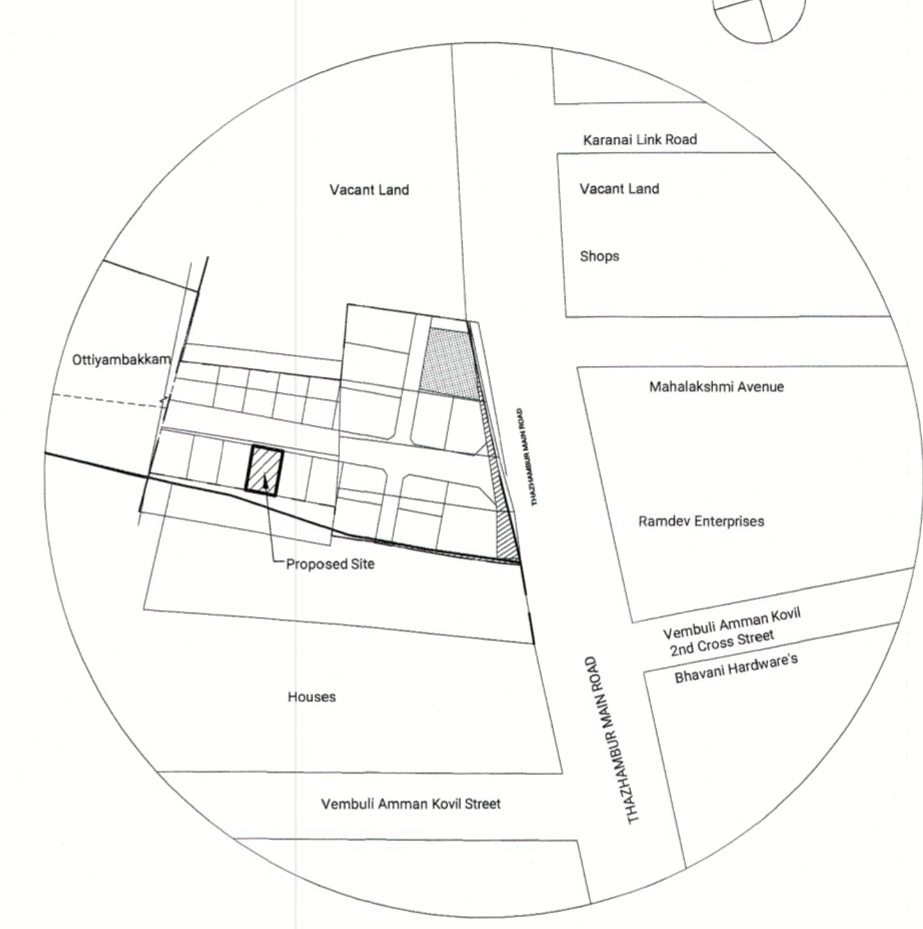 Karanai Link Road
Vacant Land
Vacant Land
Shops
Ottiyambakkam
Mahalakshmi Avenue
THAZHAMBUR MAIN ROAD
Ramdev Enterprises
Proposed Site
Vembuli Amman Kovil
2nd Cross Street
Bhavani Hardware's
Houses
THAZHAMBUR MAIN ROAD
Vembuli Amman Kovil Street